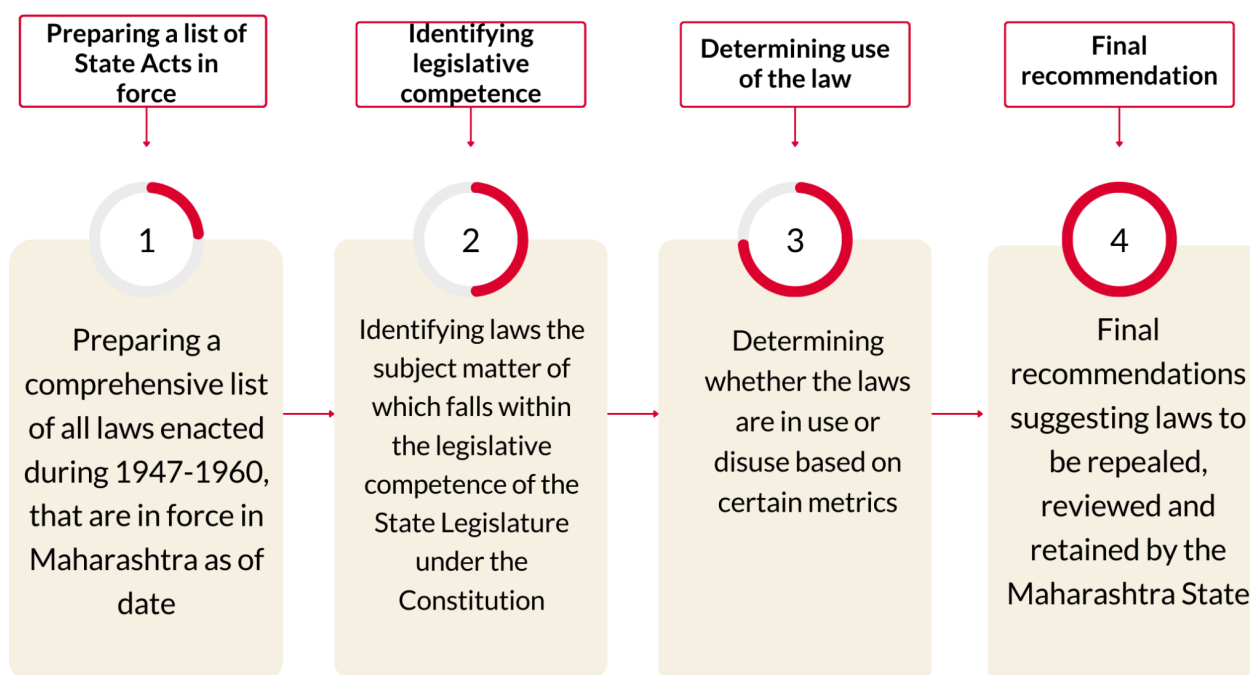 Preparing a list of
State Acts in
force
Identifying
legislative
competence
Determining use
of the law
Final
recommendation
1
2
3
4
Preparing a
comprehensive list
of all laws enacted
during 1947-1960,
that are in force in
Maharashtra as of
date
Identifying laws the
subject matter of
which falls within
the legislative
competence of the
State Legislature
under the
Constitution
Determining
whether the laws
are in use or
disuse based on
certain metrics
Final
recommendations
suggesting laws to
be repealed,
reviewed and
retained by the
Maharashtra State